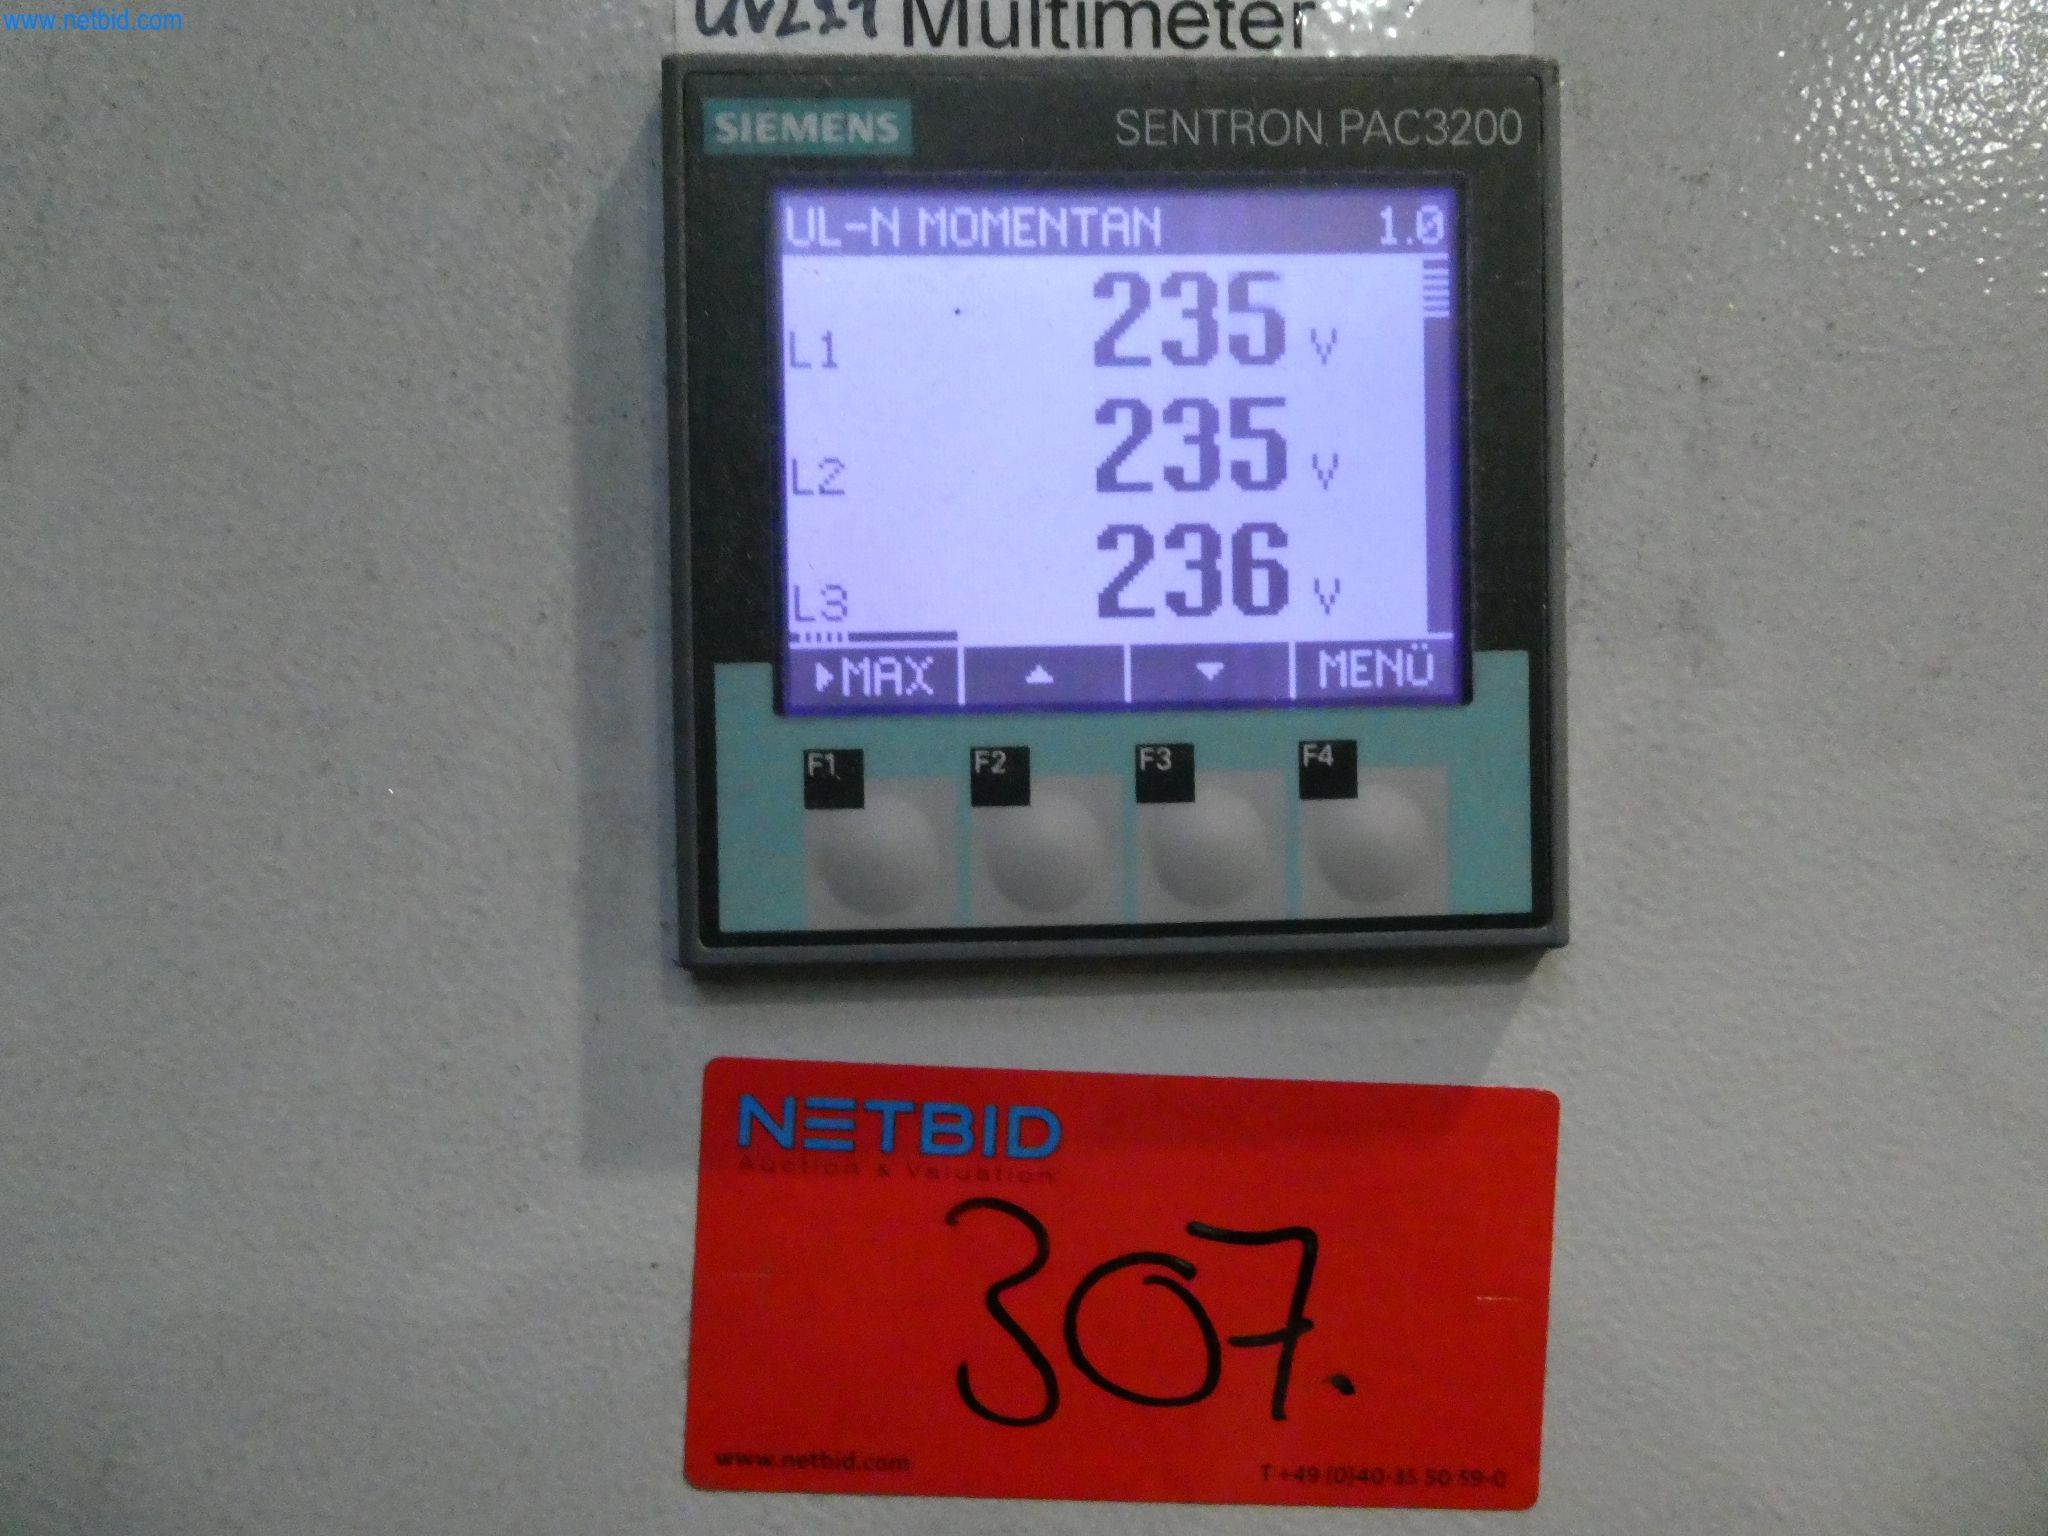 www.netbid.com
Multimeter
SIEMENS SENTRON PAC3200
UL-N MOMENTAN 1.0
L1 235 V
L2 235 V
L3 236 V
▸MAX ▲ ▼ MENÜ
F1 F2 F3 F4
NETBID
Auction & Valuation
307.
www.netbid.com T +49 (0)40-35 50 59-0